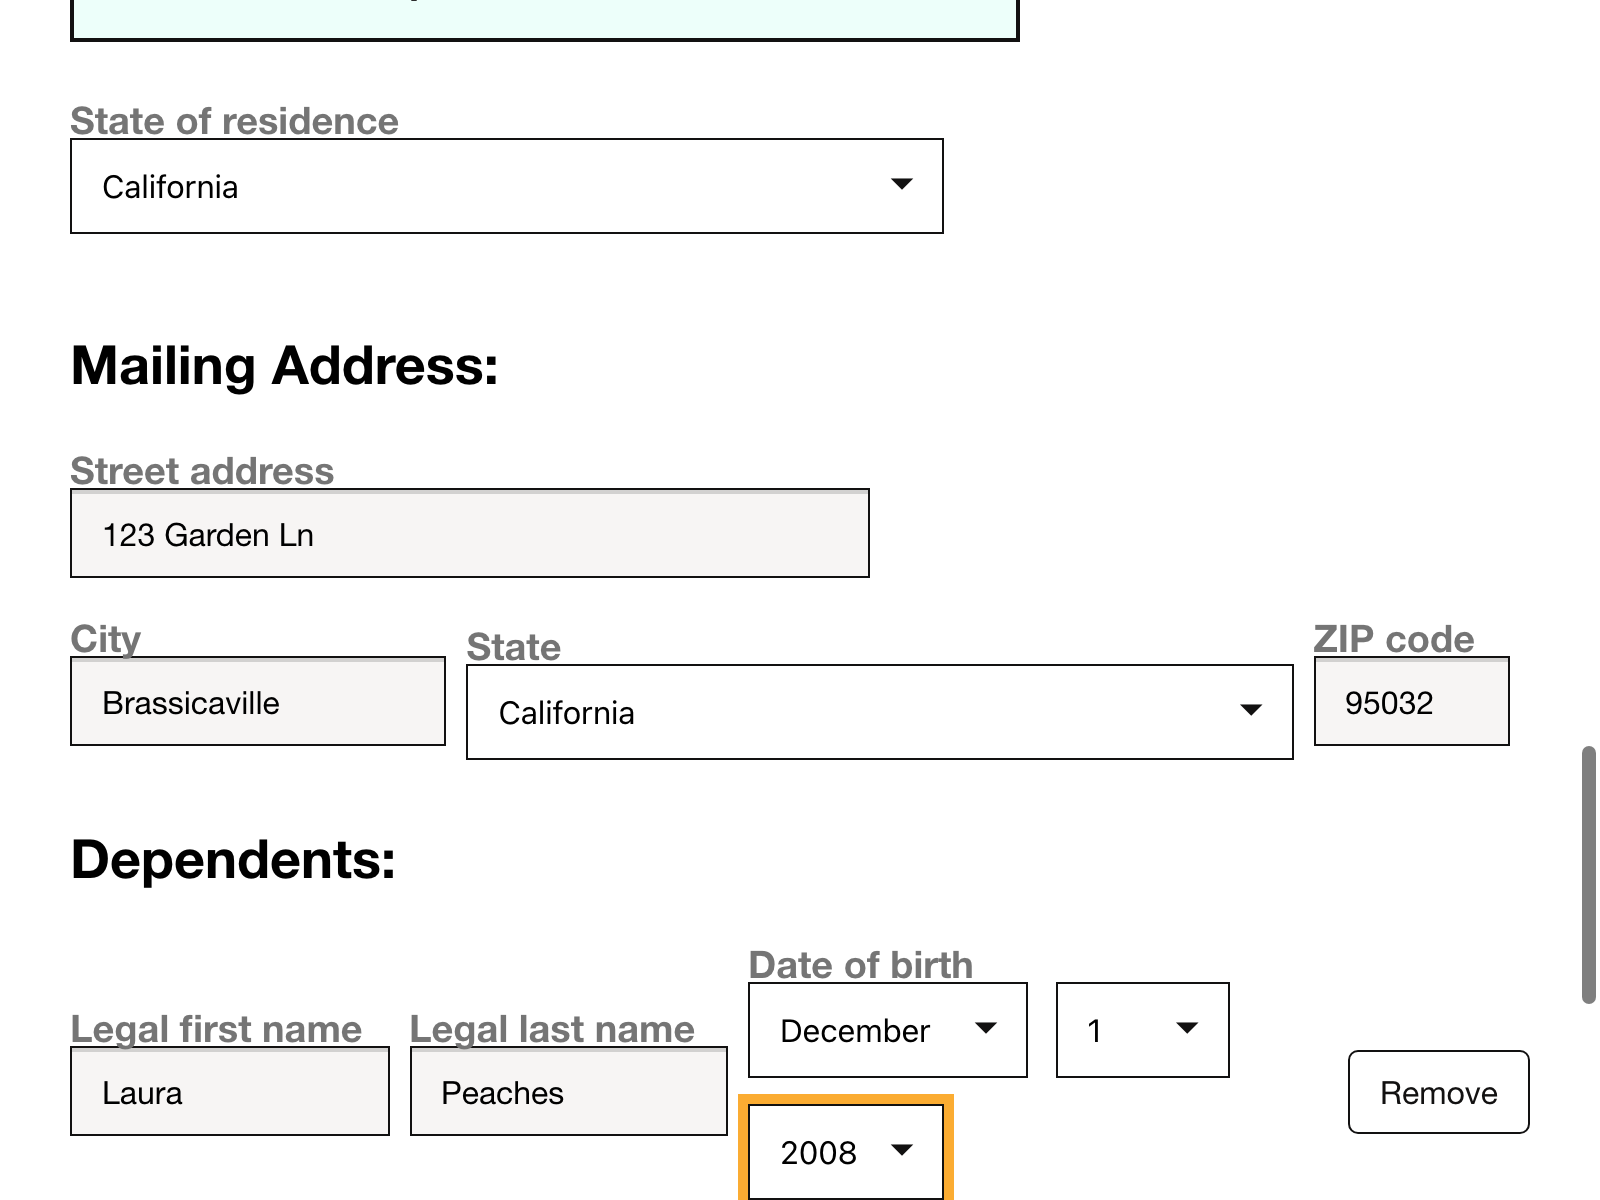 State of residence
California
Mailing Address:
Street address
123 Garden Ln
City
State
ZIP code
Brassicaville
California
95032
Dependents:
Date of birth
Legal first name
Legal last name
December
1
Laura
Peaches
Remove
2008